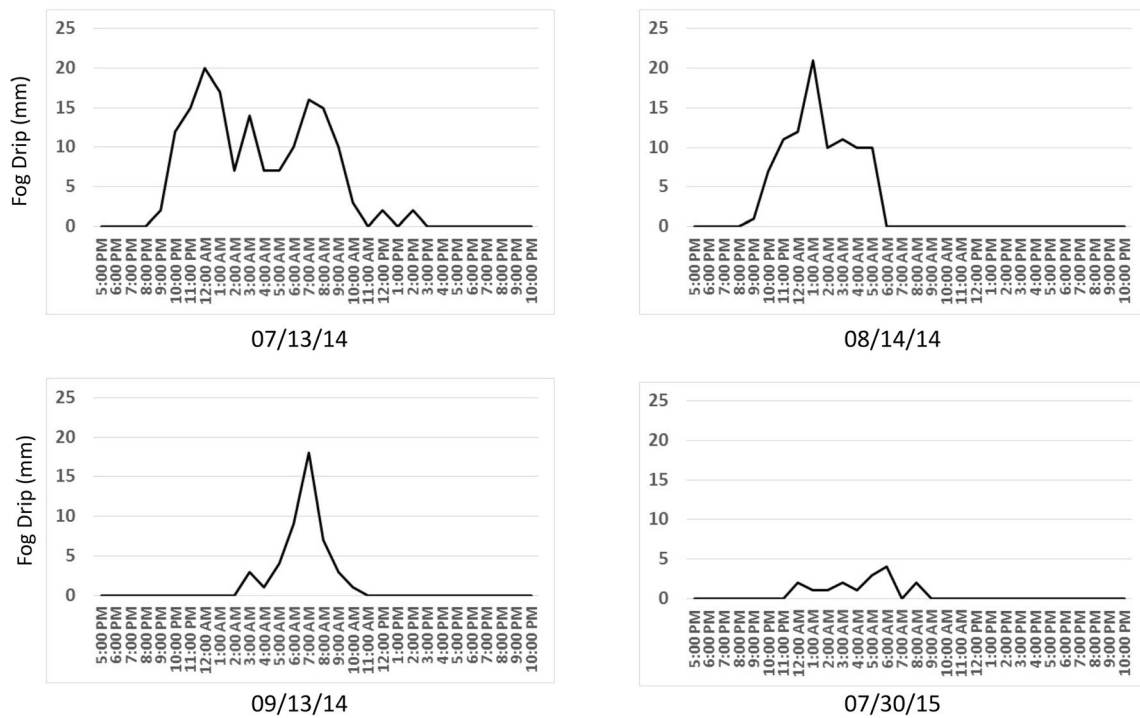 25
20
15
10
5
0
Fog Drip (mm)
5:00 PM
6:00 PM
7:00 PM
8:00 PM
9:00 PM
10:00 PM
11:00 PM
12:00 AM
1:00 AM
2:00 AM
3:00 AM
4:00 AM
5:00 AM
6:00 AM
7:00 AM
8:00 AM
9:00 AM
10:00 AM
11:00 AM
12:00 PM
1:00 PM
2:00 PM
3:00 PM
4:00 PM
5:00 PM
6:00 PM
7:00 PM
8:00 PM
9:00 PM
10:00 PM
07/13/14
25
20
15
10
5
0
5:00 PM
6:00 PM
7:00 PM
8:00 PM
9:00 PM
10:00 PM
11:00 PM
12:00 AM
1:00 AM
2:00 AM
3:00 AM
4:00 AM
5:00 AM
6:00 AM
7:00 AM
8:00 AM
9:00 AM
10:00 AM
11:00 AM
12:00 PM
1:00 PM
2:00 PM
3:00 PM
4:00 PM
5:00 PM
6:00 PM
7:00 PM
8:00 PM
9:00 PM
10:00 PM
08/14/14
25
20
15
10
5
0
Fog Drip (mm)
5:00 PM
6:00 PM
7:00 PM
8:00 PM
9:00 PM
10:00 PM
11:00 PM
12:00 AM
1:00 AM
2:00 AM
3:00 AM
4:00 AM
5:00 AM
6:00 AM
7:00 AM
8:00 AM
9:00 AM
10:00 AM
11:00 AM
12:00 PM
1:00 PM
2:00 PM
3:00 PM
4:00 PM
5:00 PM
6:00 PM
7:00 PM
8:00 PM
9:00 PM
10:00 PM
09/13/14
25
20
15
10
5
0
5:00 PM
6:00 PM
7:00 PM
8:00 PM
9:00 PM
10:00 PM
11:00 PM
12:00 AM
1:00 AM
2:00 AM
3:00 AM
4:00 AM
5:00 AM
6:00 AM
7:00 AM
8:00 AM
9:00 AM
10:00 AM
11:00 AM
12:00 PM
1:00 PM
2:00 PM
3:00 PM
4:00 PM
5:00 PM
6:00 PM
7:00 PM
8:00 PM
9:00 PM
10:00 PM
07/30/15